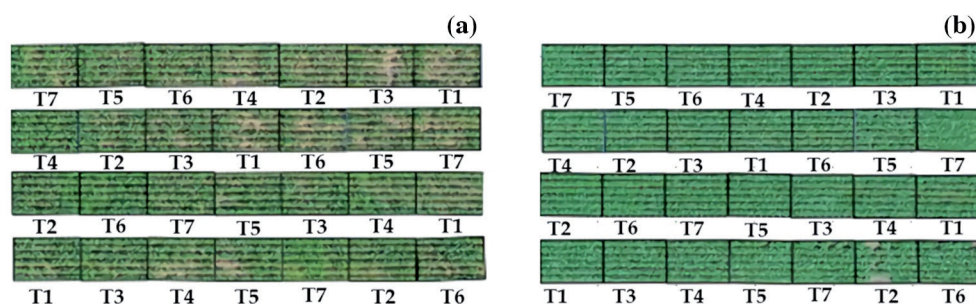 (a)
T7 T5 T6 T4 T2 T3 T1
T4 T2 T3 T1 T6 T5 T7
T2 T6 T7 T5 T3 T4 T1
T1 T3 T4 T5 T7 T2 T6
(b)
T7 T5 T6 T4 T2 T3 T1
T4 T2 T3 T1 T6 T5 T7
T2 T6 T7 T5 T3 T4 T1
T1 T3 T4 T5 T7 T2 T6